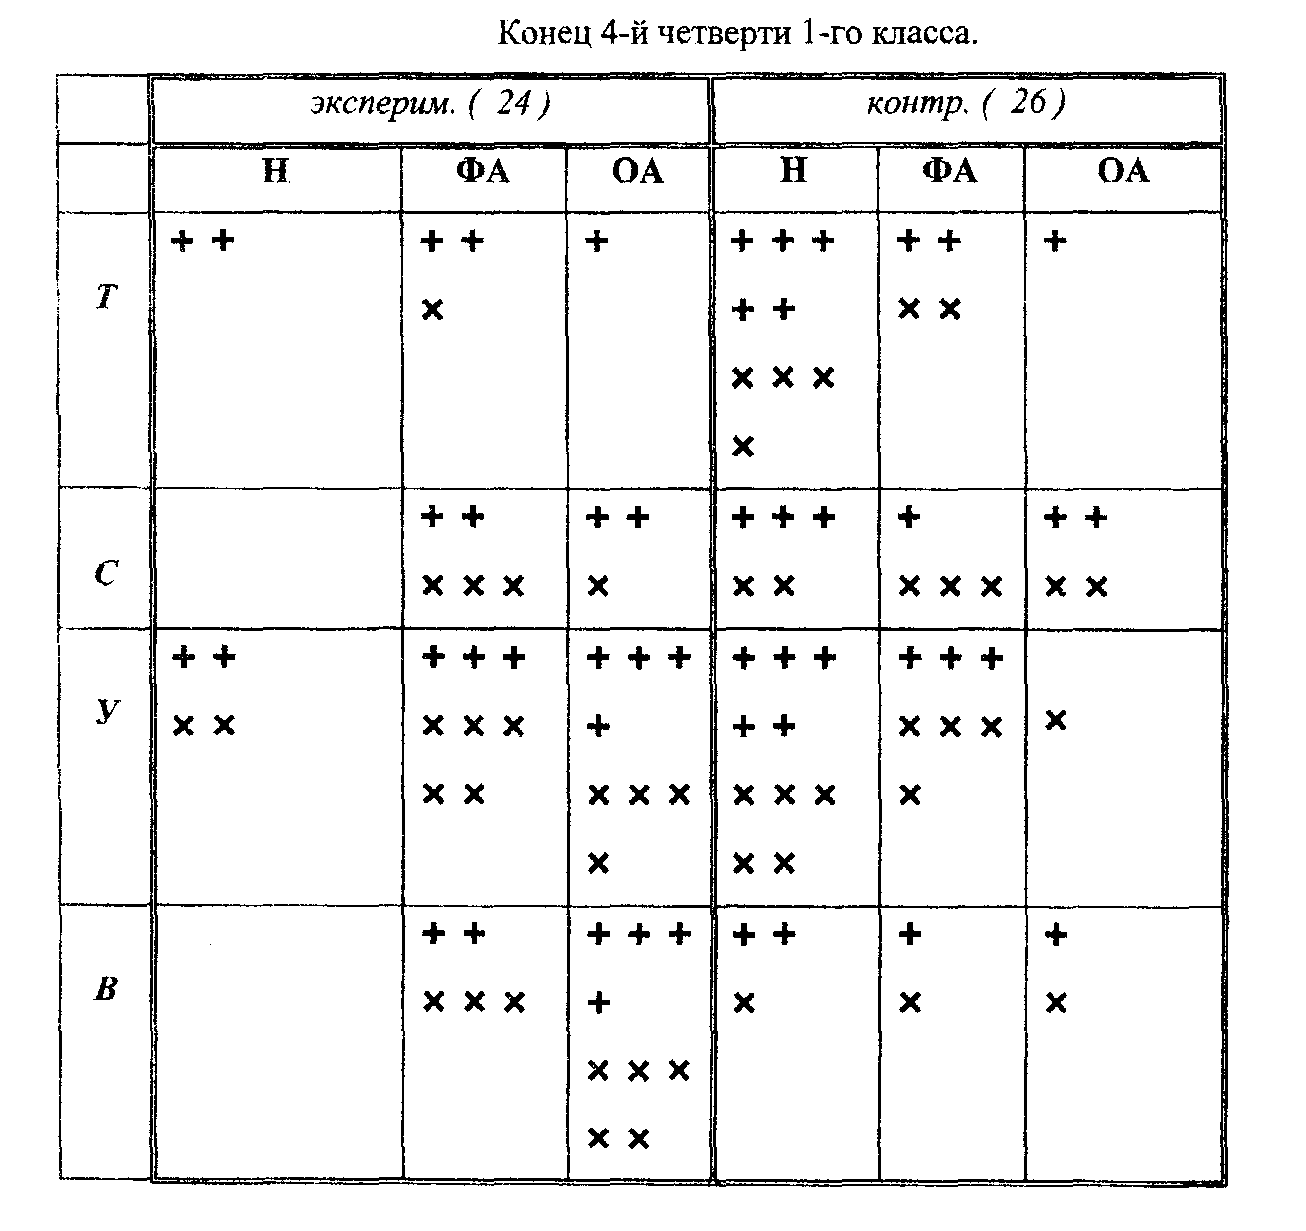 Конец 4-й четверти 1-го класса.
эксперим. ( 24 ) контр. ( 26 )
Н ФА ОА Н ФА ОА
+ + + + + + + + + + +
Т × + + × ×
× × ×
×
+ + + + + + + + + +
С × × × × × × × × × × ×
+ + + + + + + + + + + + + +
У × × × × × + + + × × × ×
× × × × × × × × ×
× × ×
+ + + + + + + + +
В × × × + × × ×
× × ×
× ×